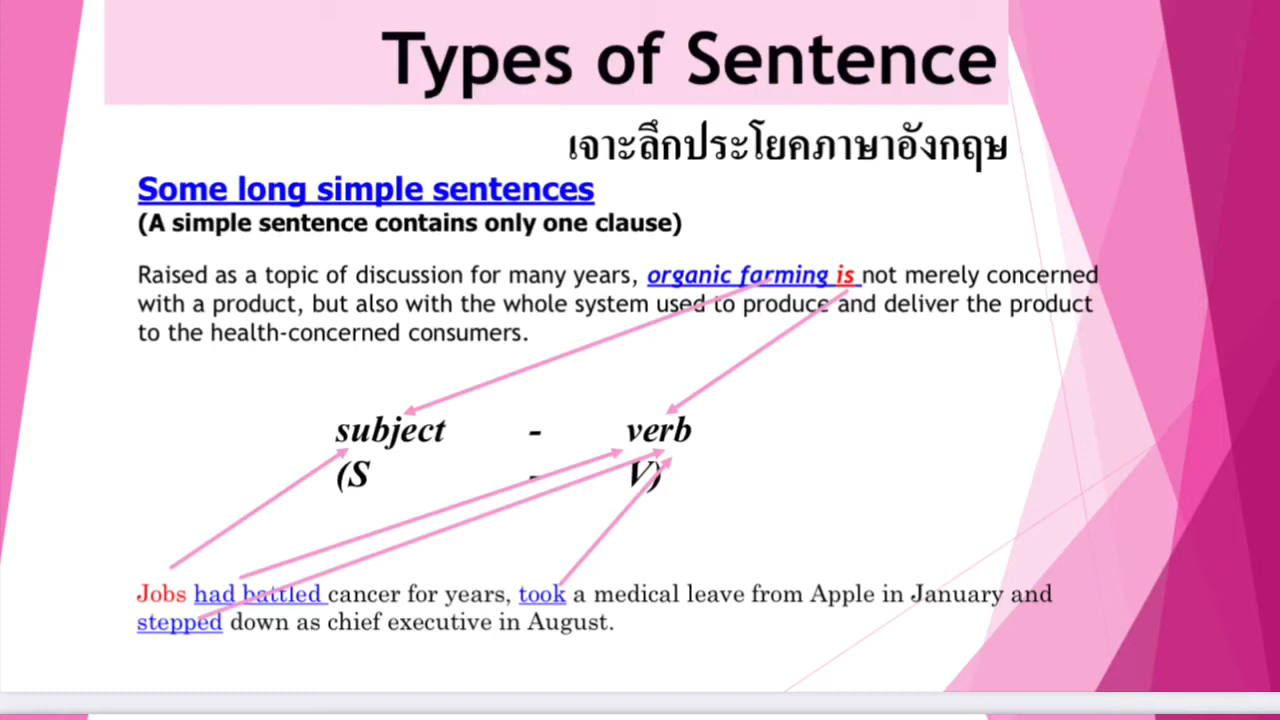 Types of Sentence
เจาะลึกประโยคภาษาอังกฤษ
Some long simple sentences
(A simple sentence contains only one clause)
Raised as a topic of discussion for many years, organic farming is not merely concerned
with a product, but also with the whole system used to produce and deliver the product
to the health-concerned consumers.
subject - verb
(S - V)
Jobs had battled cancer for years, took a medical leave from Apple in January and
stepped down as chief executive in August.